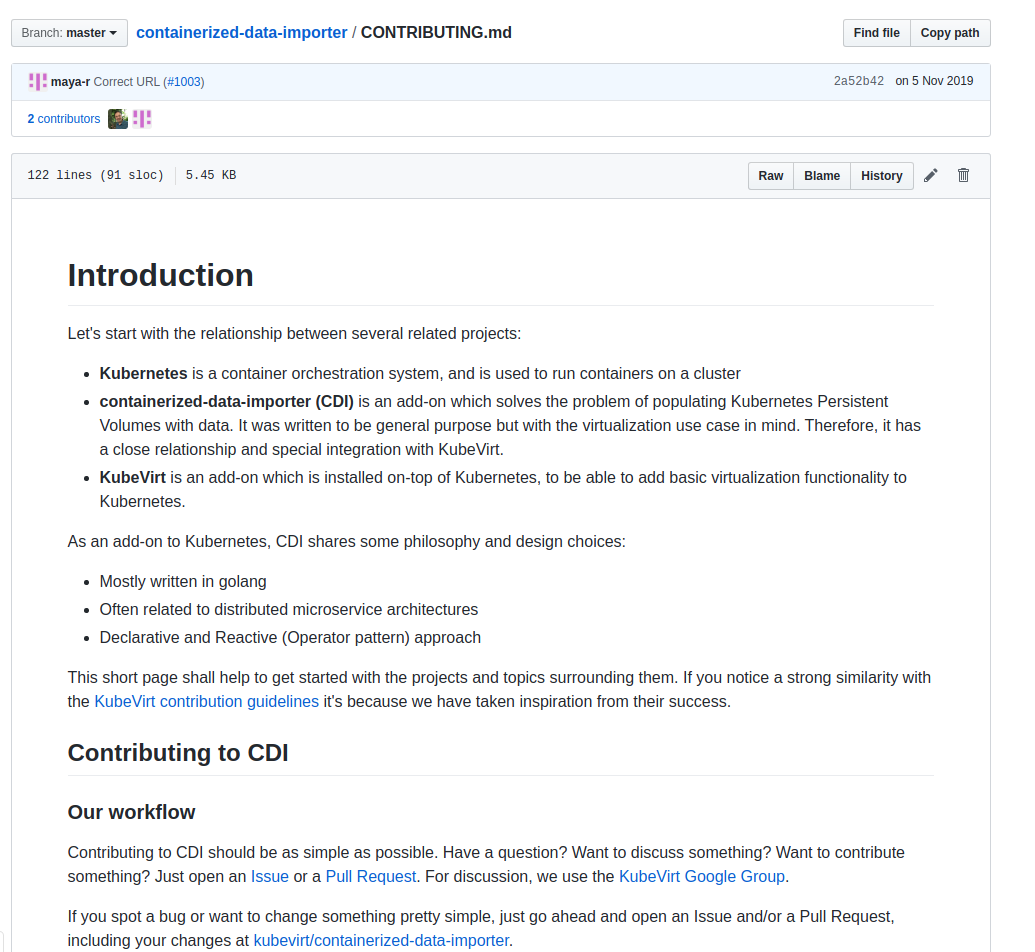 Branch: master containerized-data-importer / CONTRIBUTING.md Find file Copy path
maya-r Correct URL (#1003) 2a52b42 on 5 Nov 2019
2 contributors
122 lines (91 sloc) 5.45 KB Raw Blame History
Introduction
Let's start with the relationship between several related projects:
• Kubernetes is a container orchestration system, and is used to run containers on a cluster
• containerized-data-importer (CDI) is an add-on which solves the problem of populating Kubernetes Persistent
Volumes with data. It was written to be general purpose but with the virtualization use case in mind. Therefore, it has
a close relationship and special integration with KubeVirt.
• KubeVirt is an add-on which is installed on-top of Kubernetes, to be able to add basic virtualization functionality to
Kubernetes.
As an add-on to Kubernetes, CDI shares some philosophy and design choices:
• Mostly written in golang
• Often related to distributed microservice architectures
• Declarative and Reactive (Operator pattern) approach
This short page shall help to get started with the projects and topics surrounding them. If you notice a strong similarity with
the KubeVirt contribution guidelines it's because we have taken inspiration from their success.
Contributing to CDI
Our workflow
Contributing to CDI should be as simple as possible. Have a question? Want to discuss something? Want to contribute
something? Just open an Issue or a Pull Request. For discussion, we use the KubeVirt Google Group.
If you spot a bug or want to change something pretty simple, just go ahead and open an Issue and/or a Pull Request,
including your changes at kubevirt/containerized-data-importer.